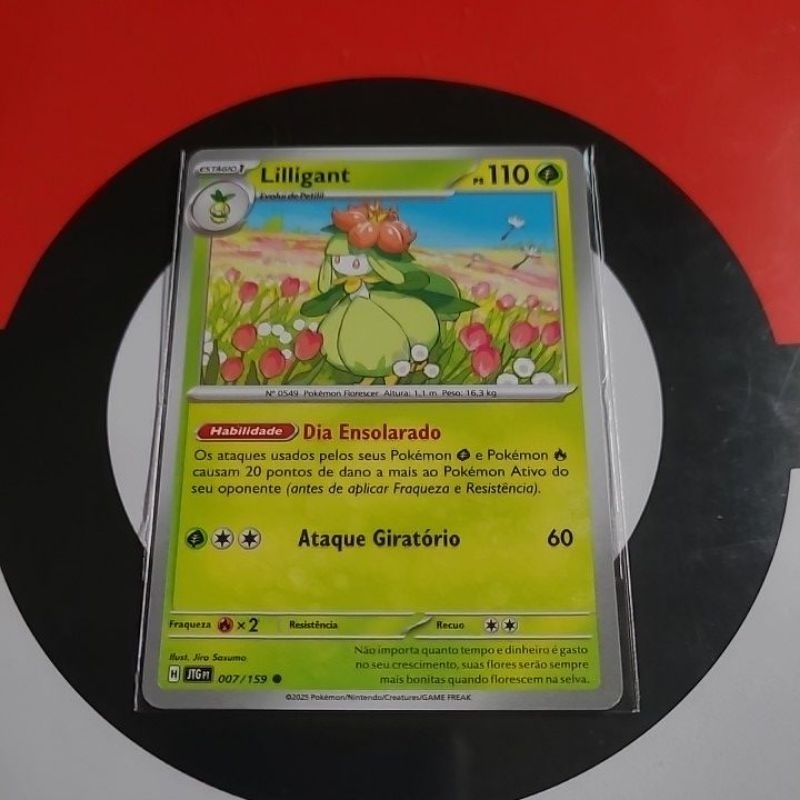 ESTÁGIO 1 Lilligant PS 110
Evolui de Petilil
Nº 0549 Pokémon Florescer Altura: 1,1 m Peso: 16,3 kg
Habilidade Dia Ensolarado
Os ataques usados pelos seus Pokémon e Pokémon
causam 20 pontos de dano a mais ao Pokémon Ativo do
seu oponente (antes de aplicar Fraqueza e Resistência).
Ataque Giratório 60
Fraqueza ×2 Resistência Recuo
Ilust. Jiro Sasumo
Não importa quanto tempo e dinheiro é gasto
no seu crescimento, suas flores serão sempre
mais bonitas quando florescem na selva.
H JTG PT 007/159
©2025 Pokémon/Nintendo/Creatures/GAME FREAK